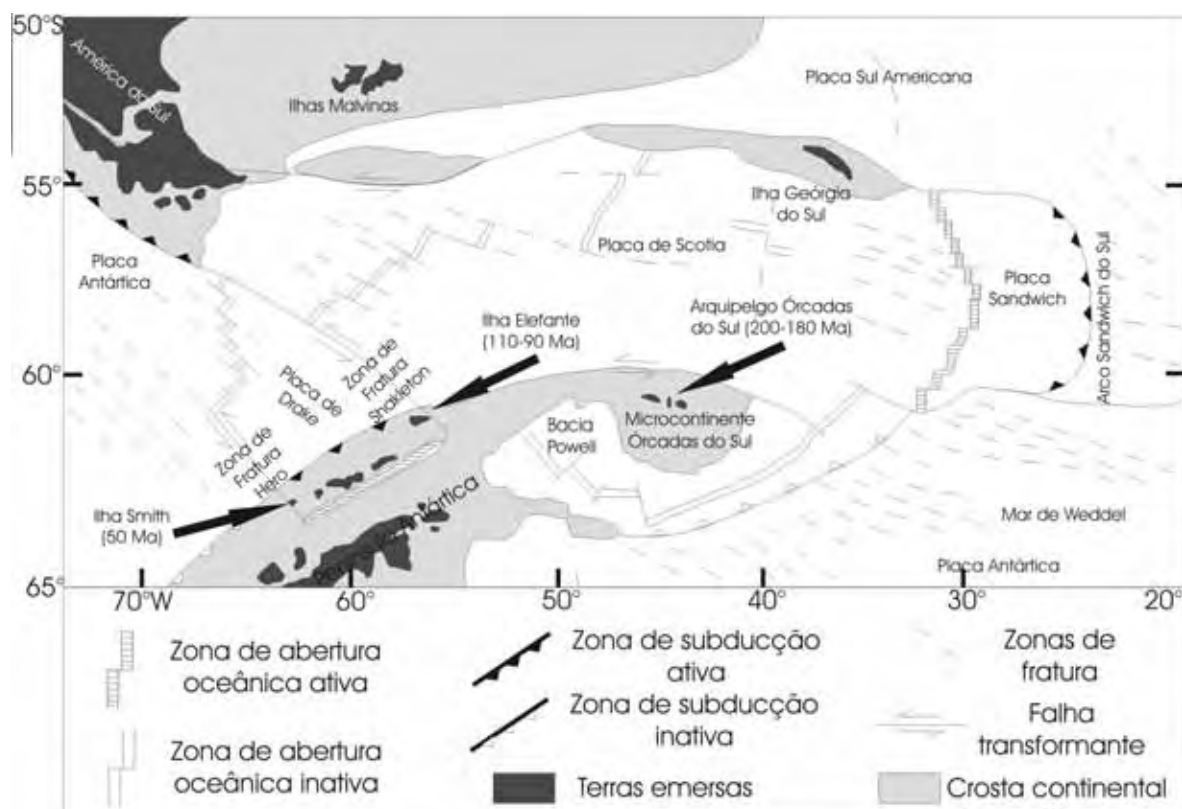 50°S
América do Sul
Ilhas Malvinas
Placa Sul Americana
55°
Ilha Geórgia
do Sul
Placa de Scotia
Placa
Antártica
Placa
Sandwich
Arco Sandwich do Sul
Ilha Elefante
(110-90 Ma)
Arquipelgo Órcadas
do Sul (200-180 Ma)
60°
60°
Placa de
Drake
Zona de
Fratura
Shakleton
Zona de
Fratura
Hero
Bacia
Powell
Microcontinente
Órcadas do Sul
Ilha Smith
(50 Ma)
Antártica
Mar de Weddel
Placa Antártica
65°
70°W
60°
50°
40°
30°
20°
Zona de abertura
oceânica ativa
Zona de subducção
ativa
Zonas de
fratura
Zona de subducção
inativa
Falha
transformante
Zona de abertura
oceânica inativa
Terras emersas
Crosta continental